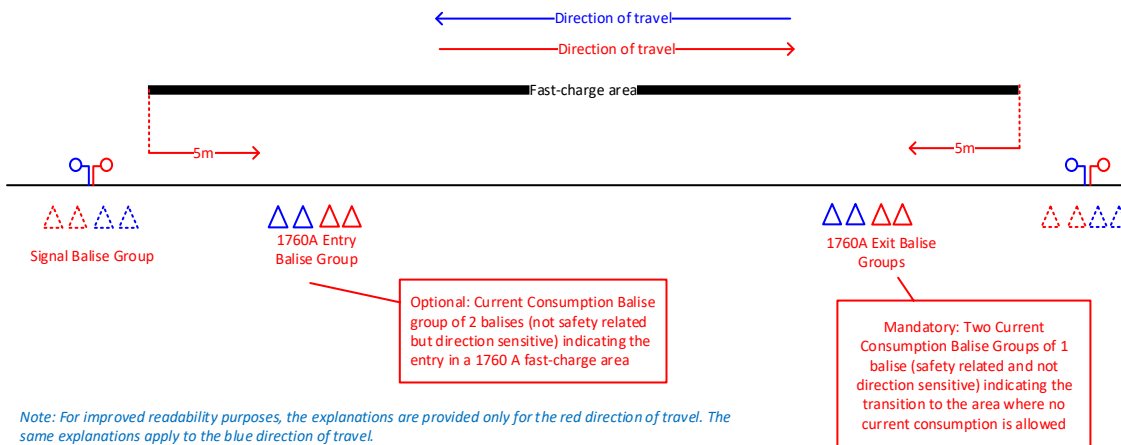 Direction of travel
Direction of travel
Fast-charge area
5m
5m
Signal Balise Group
1760A Entry
Balise Group
1760A Exit Balise
Groups
Optional: Current Consumption Balise
group of 2 balises (not safety related
but direction sensitive) indicating the
entry in a 1760 A fast-charge area
Mandatory: Two Current
Consumption Balise Groups of 1
balise (safety related and not
direction sensitive) indicating the
transition to the area where no
current consumption is allowed
Note: For improved readability purposes, the explanations are provided only for the red direction of travel. The
same explanations apply to the blue direction of travel.